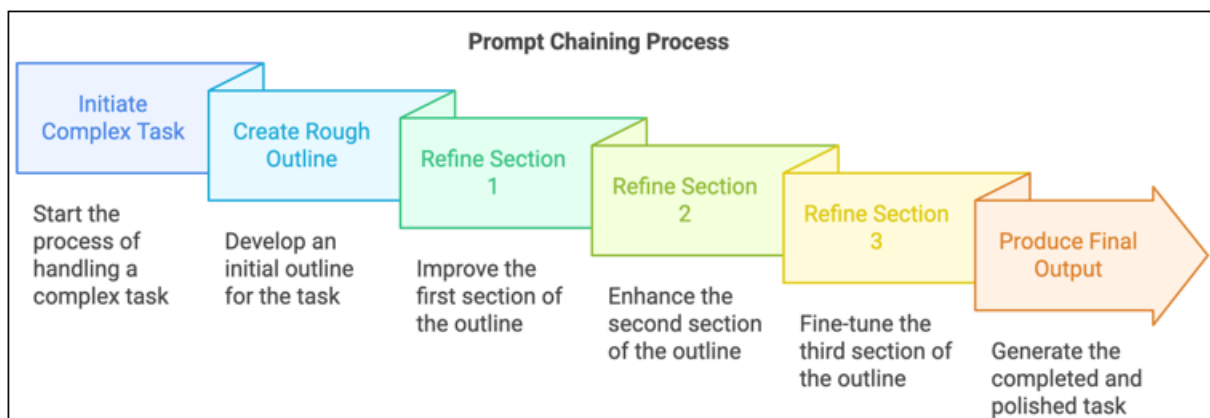 Prompt Chaining Process
Initiate
Complex Task
Start the
process of
handling a
complex task
Create Rough
Outline
Develop an
initial outline
for the task
Refine Section
1
Improve the
first section of
the outline
Refine Section
2
Enhance the
second section
of the outline
Refine Section
3
Fine-tune the
third section of
the outline
Produce Final
Output
Generate the
completed and
polished task